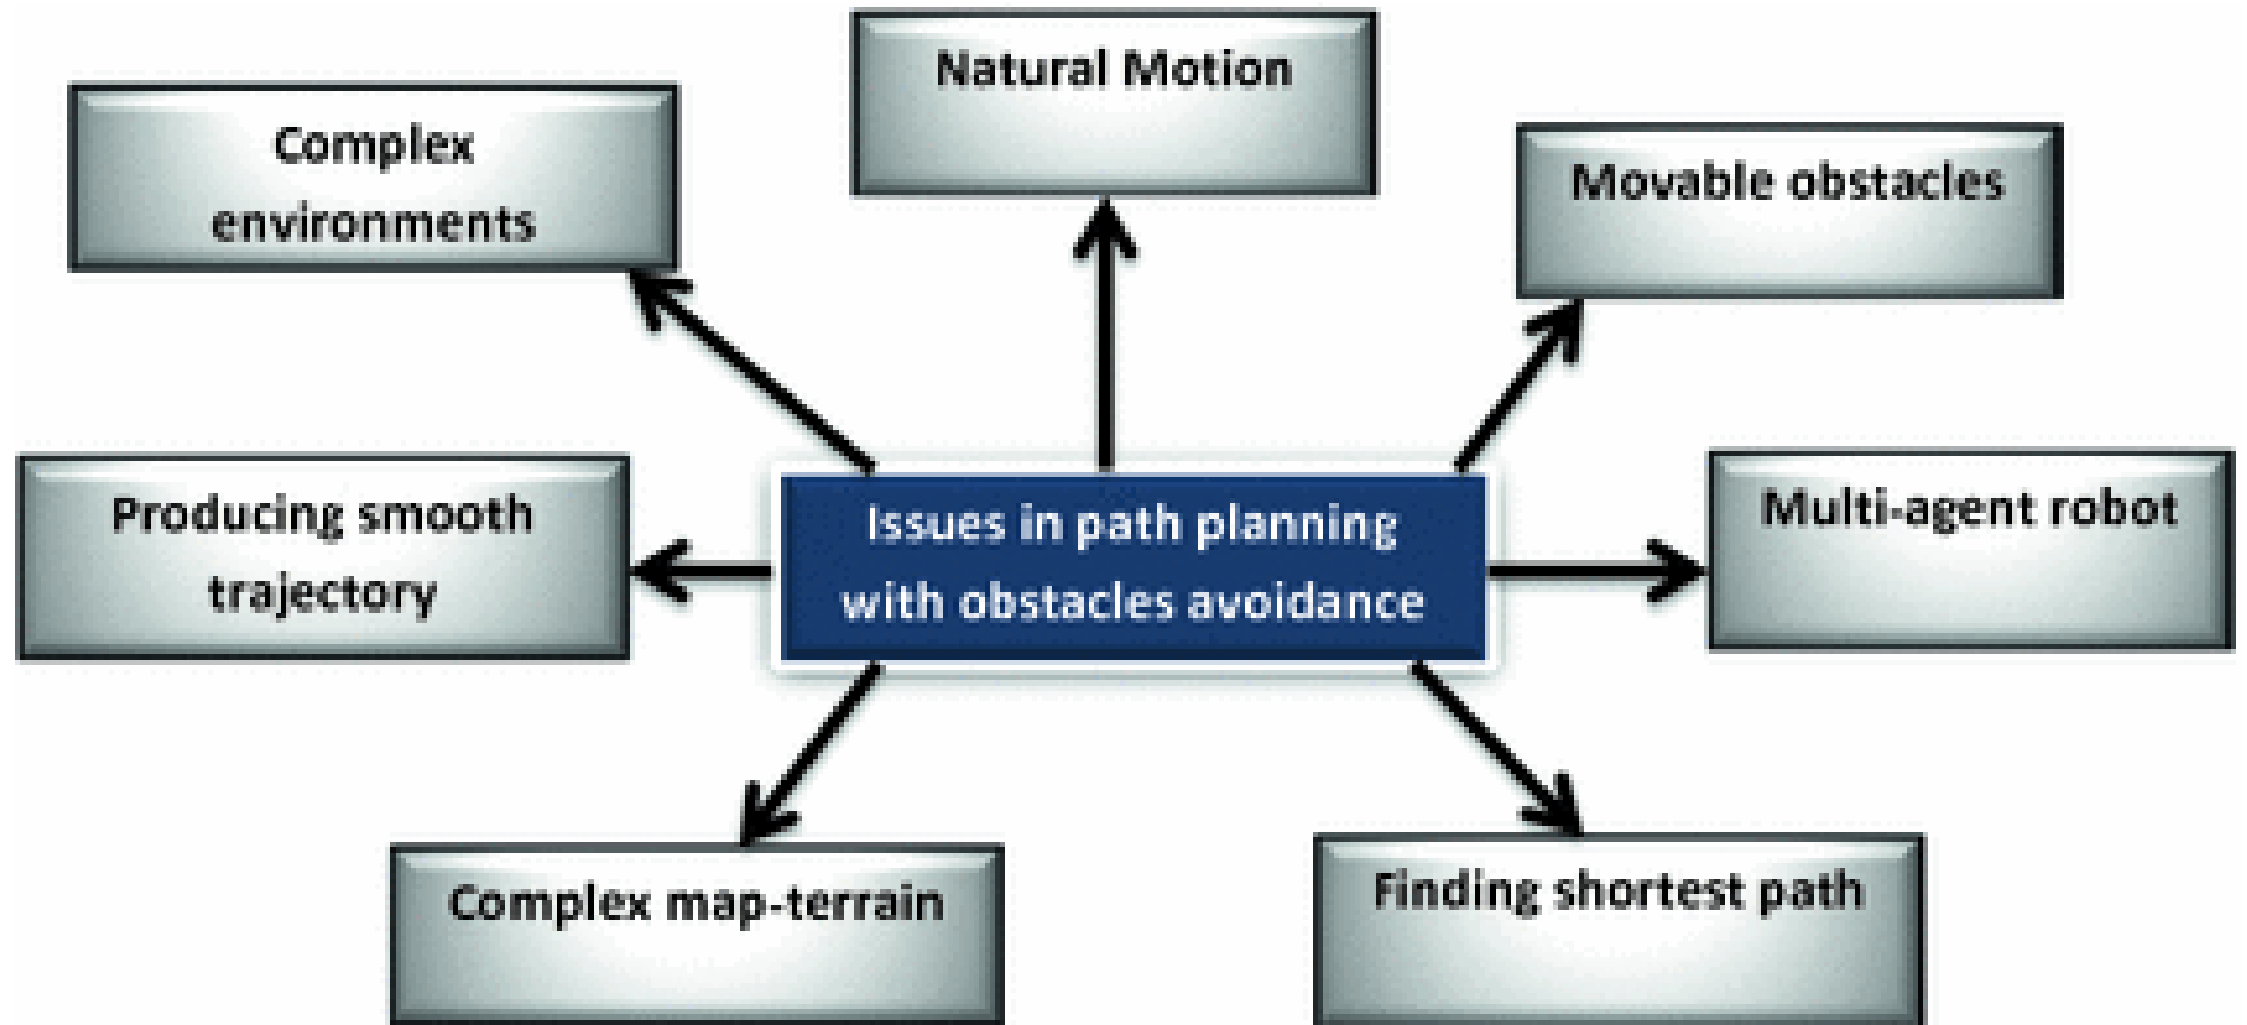 Natural Motion
Complex
environments
Movable obstacles
Producing smooth
trajectory
Issues in path planning
with obstacles avoidance
Multi-agent robot
Complex map-terrain
Finding shortest path